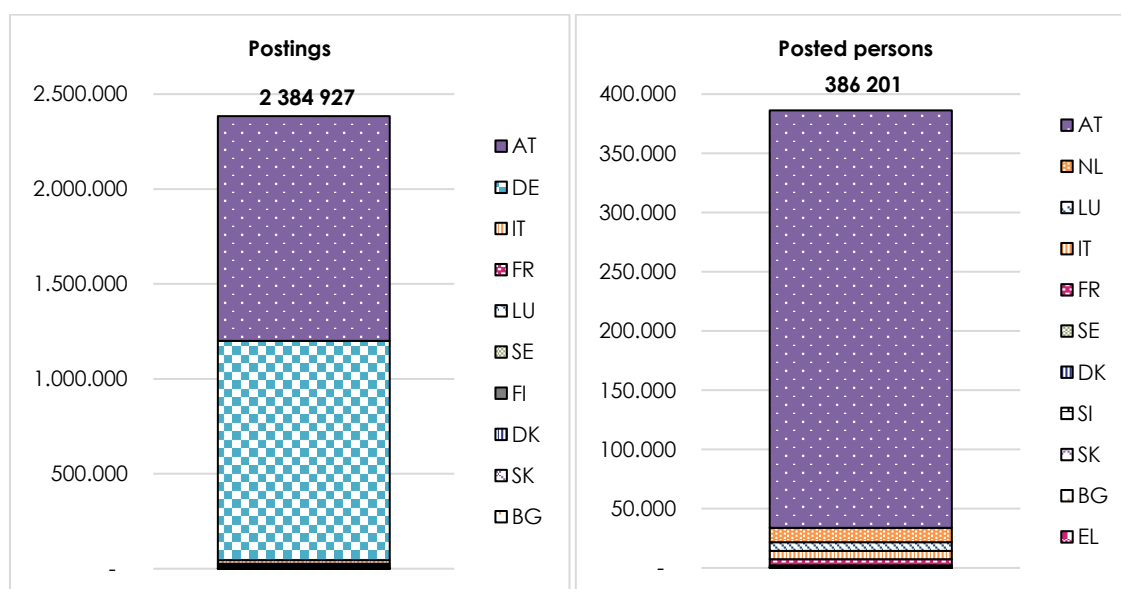 Postings
2 384 927
2.500.000
2.000.000
1.500.000
1.000.000
500.000
-
AT
DE
IT
FR
LU
SE
FI
DK
SK
BG
Posted persons
386 201
400.000
350.000
300.000
250.000
200.000
150.000
100.000
50.000
-
AT
NL
LU
IT
FR
SE
DK
SI
SK
BG
EL